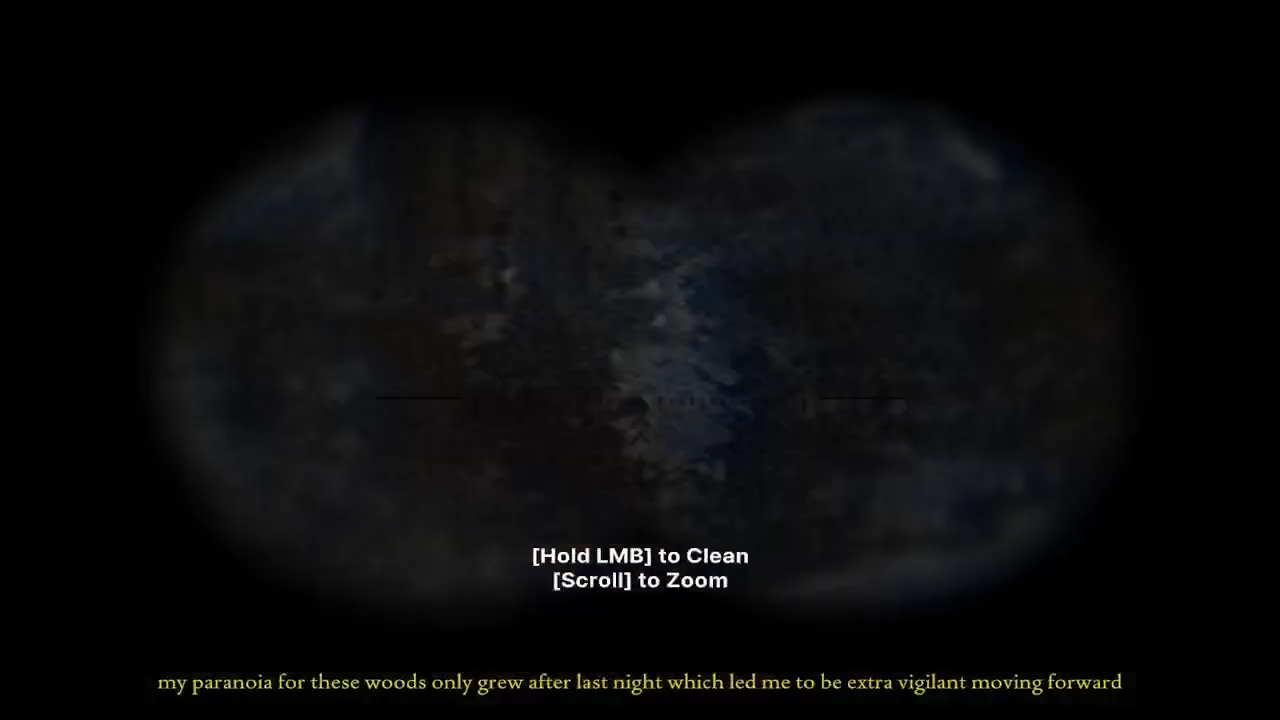 [Hold LMB] to Clean
[Scroll] to Zoom
my paranoia for these woods only grew after last night which led me to be extra vigilant moving forward